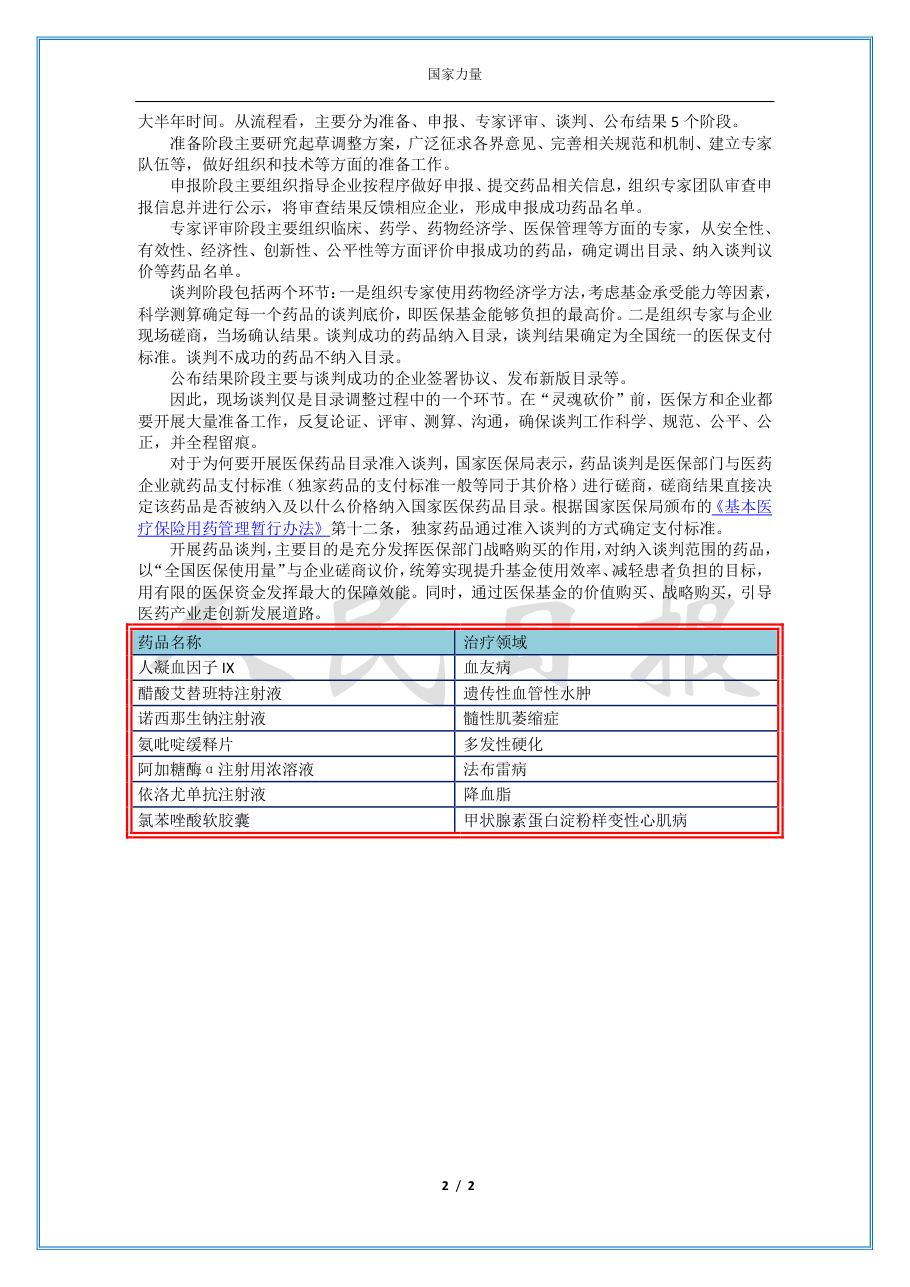 国家力量
大半年时间。从流程看，主要分为准备、申报、专家评审、谈判、公布结果 5 个阶段。
准备阶段主要研究起草调整方案，广泛征求各界意见、完善相关规范和机制、建立专家
队伍等，做好组织和技术等方面的准备工作。
申报阶段主要组织指导企业按程序做好申报、提交药品相关信息，组织专家团队审查申
报信息并进行公示，将审查结果反馈相应企业，形成申报成功药品名单。
专家评审阶段主要组织临床、药学、药物经济学、医保管理等方面的专家，从安全性、
有效性、经济性、创新性、公平性等方面评价申报成功的药品，确定调出目录、纳入谈判议
价等药品名单。
谈判阶段包括两个环节：一是组织专家使用药物经济学方法，考虑基金承受能力等因素，
科学测算确定每一个药品的谈判底价，即医保基金能够负担的最高价。二是组织专家与企业
现场磋商，当场确认结果。谈判成功的药品纳入目录，谈判结果确定为全国统一的医保支付
标准。谈判不成功的药品不纳入目录。
公布结果阶段主要与谈判成功的企业签署协议、发布新版目录等。
因此，现场谈判仅是目录调整过程中的一个环节。在“灵魂砍价”前，医保方和企业都
要开展大量准备工作，反复论证、评审、测算、沟通，确保谈判工作科学、规范、公平、公
正，并全程留痕。
对于为何要开展医保药品目录准入谈判，国家医保局表示，药品谈判是医保部门与医药
企业就药品支付标准（独家药品的支付标准一般等同于其价格）进行磋商，磋商结果直接决
定该药品是否被纳入及以什么价格纳入国家医保药品目录。根据国家医保局颁布的《基本医
疗保险用药管理暂行办法》第十二条，独家药品通过准入谈判的方式确定支付标准。
开展药品谈判，主要目的是充分发挥医保部门战略购买的作用，对纳入谈判范围的药品，
以“全国医保使用量”与企业磋商议价，统筹实现提升基金使用效率、减轻患者负担的目标，
用有限的医保资金发挥最大的保障效能。同时，通过医保基金的价值购买、战略购买，引导
医药产业走创新发展道路。
人民日报
药品名称 治疗领域
人凝血因子 IX 血友病
醋酸艾替班特注射液 遗传性血管性水肿
诺西那生钠注射液 髓性肌萎缩症
氨吡啶缓释片 多发性硬化
阿加糖酶α注射用浓溶液 法布雷病
依洛尤单抗注射液 降血脂
氯苯唑酸软胶囊 甲状腺素蛋白淀粉样变性心肌病
2 / 2